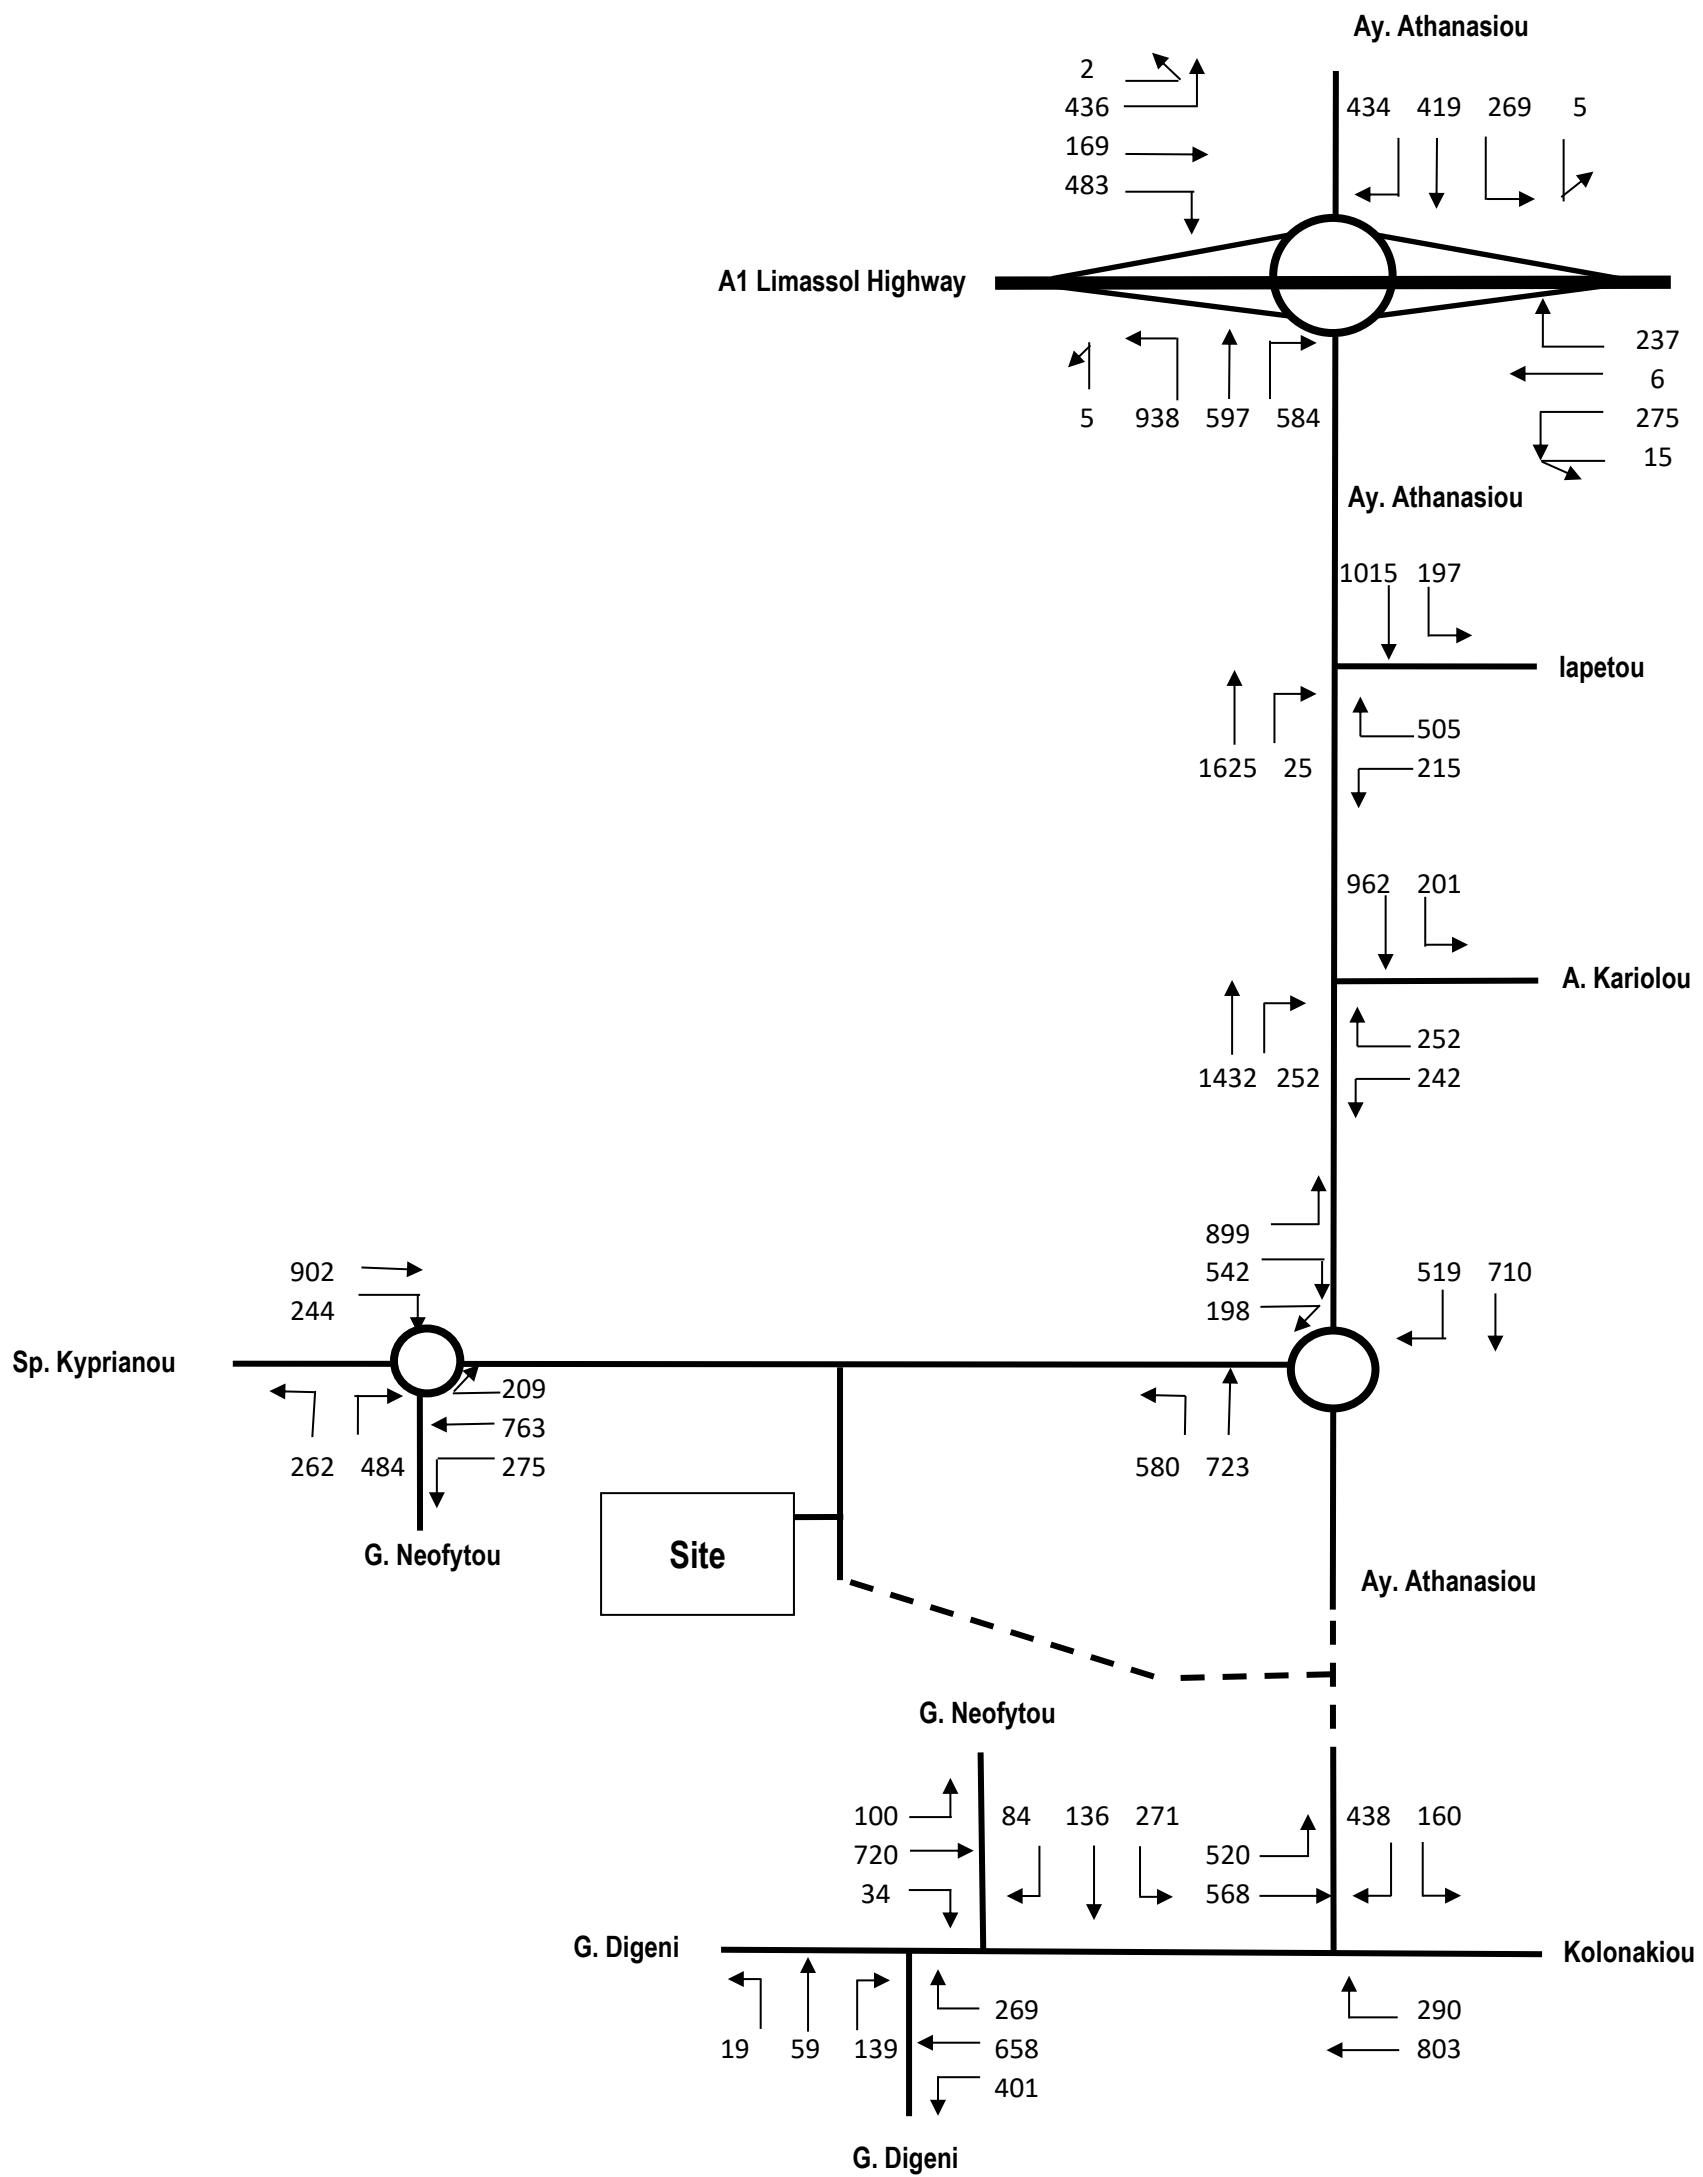 Ay. Athanasiou
2
436
169
483
434 419 269 5
A1 Limassol Highway
237
6
275
15
5 938 597 584
Ay. Athanasiou
1015 197
Iapetou
505
215
1625 25
962 201
A. Kariolou
252
242
1432 252
899
542
198
519 710
902
244
Sp. Kyprianou
209
763
275
262 484
580 723
G. Neofytou
Site
Ay. Athanasiou
G. Neofytou
100
720
34
84 136 271
520
568
438 160
G. Digeni
Kolonakiou
269
658
401
19 59 139
290
803
G. Digeni